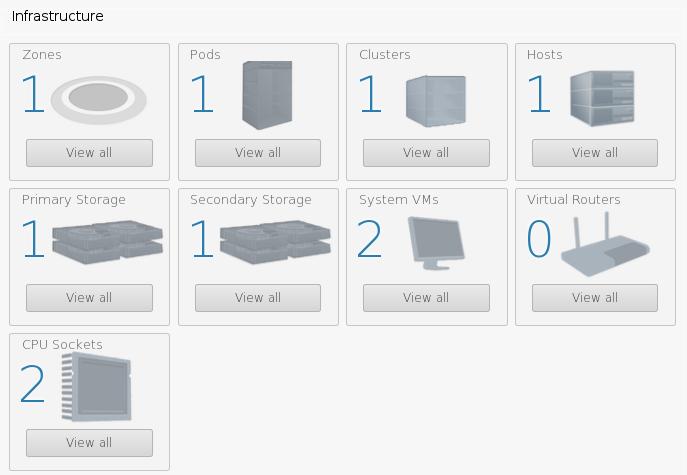 Infrastructure
Zones
1
View all
Pods
1
View all
Clusters
1
View all
Hosts
1
View all
Primary Storage
1
View all
Secondary Storage
1
View all
System VMs
2
View all
Virtual Routers
0
View all
CPU Sockets
2
View all